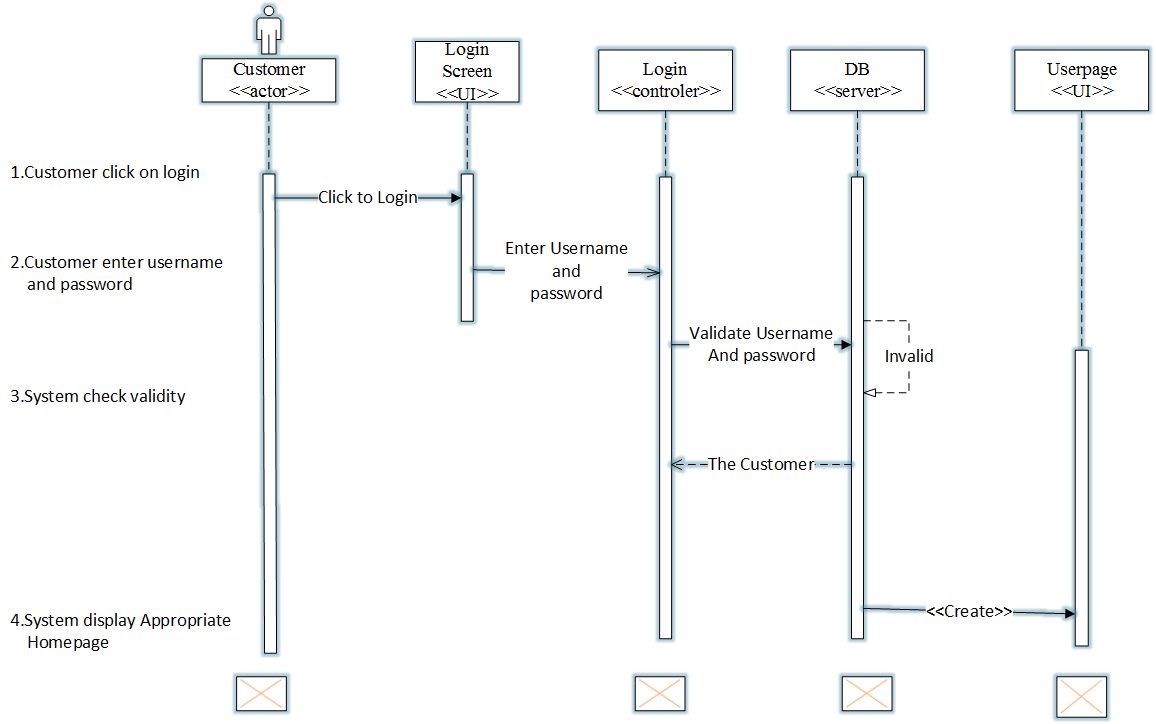 Customer
<<actor>>
Login
Screen
<<UI>>
Login
<<controler>>
DB
<<server>>
Userpage
<<UI>>
1.Customer click on login
Click to Login
2.Customer enter username
and password
Enter Username
and
password
Validate Username
And password
Invalid
3.System check validity
The Customer
<<Create>>
4.System display Appropriate
Homepage